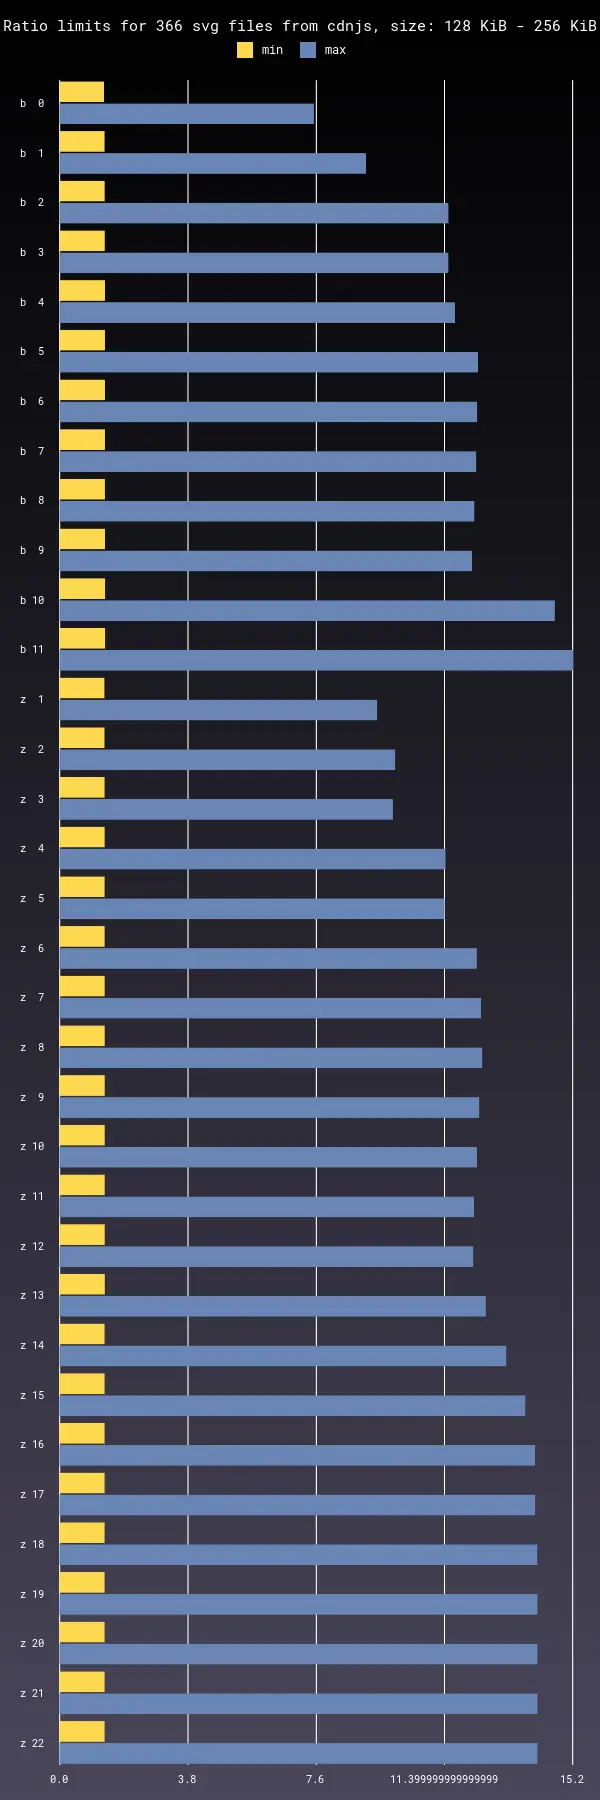 Ratio limits for 366 svg files from cdnjs, size: 128 KiB - 256 KiB
min max
b 0
b 1
b 2
b 3
b 4
b 5
b 6
b 7
b 8
b 9
b 10
b 11
z 1
z 2
z 3
z 4
z 5
z 6
z 7
z 8
z 9
z 10
z 11
z 12
z 13
z 14
z 15
z 16
z 17
z 18
z 19
z 20
z 21
z 22
0.0 3.8 7.6 11.399999999999999 15.2